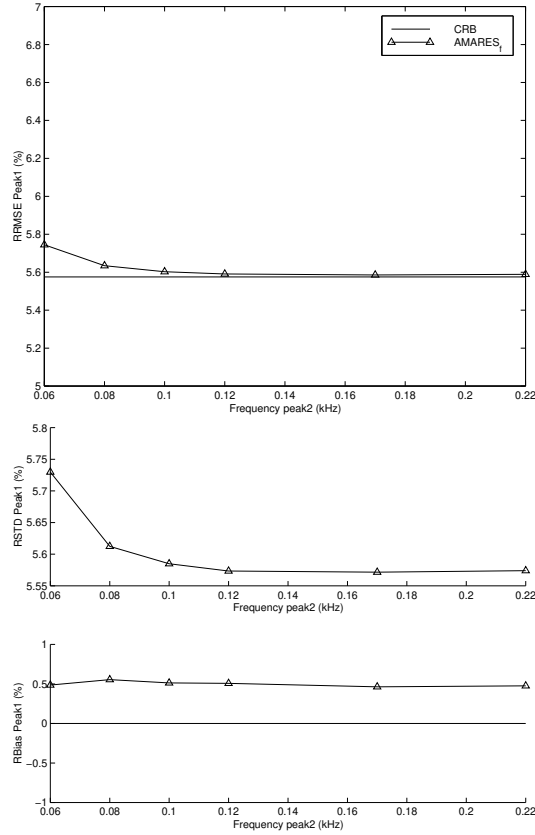 7
6.8
6.6
6.4
6.2
6
5.8
5.6
5.4
5.2
5
RRMSE Peak1 (%)
CRB
AMARES_f
0.06 0.08 0.1 0.12 0.14 0.16 0.18 0.2 0.22
Frequency peak2 (kHz)
5.8
5.75
5.7
5.65
5.6
5.55
RSTD Peak1 (%)
0.06 0.08 0.1 0.12 0.14 0.16 0.18 0.2 0.22
Frequency peak2 (kHz)
1
0.5
0
−0.5
−1
RBias Peak1 (%)
0.06 0.08 0.1 0.12 0.14 0.16 0.18 0.2 0.22
Frequency peak2 (kHz)